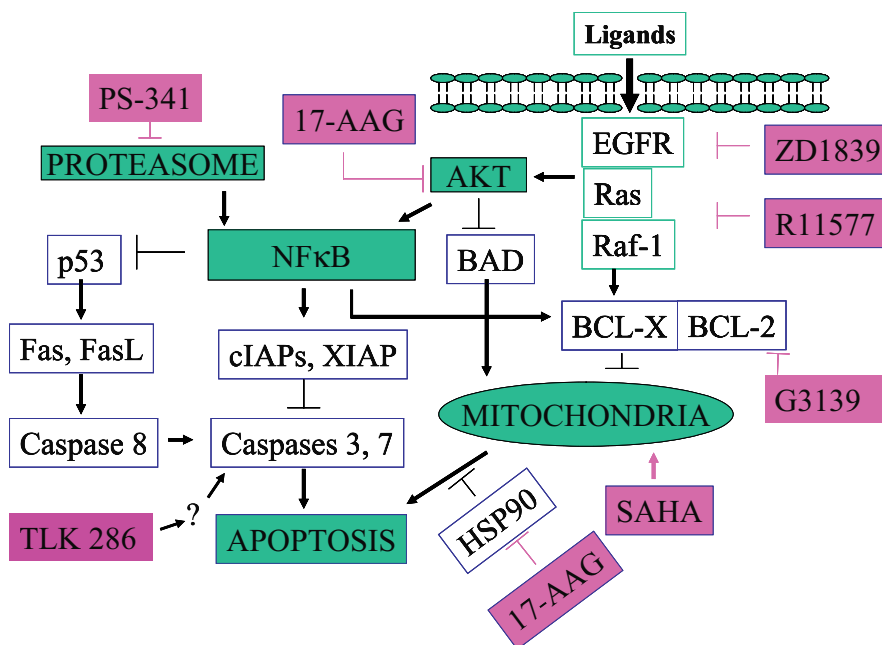 Ligands
PS-341
17-AAG
EGFR
ZD1839
PROTEASOME
AKT
Ras
R11577
p53
NFκB
BAD
Raf-1
Fas, FasL
cIAPs, XIAP
BCL-X
BCL-2
MITOCHONDRIA
G3139
Caspase 8
Caspases 3, 7
TLK 286
?
APOPTOSIS
HSP90
SAHA
17-AAG